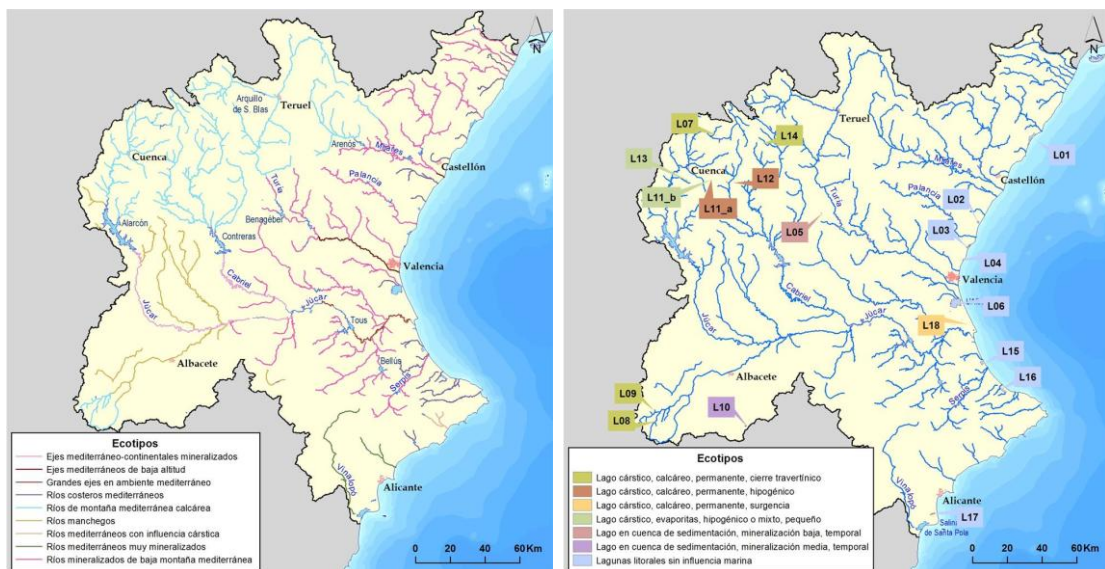 N
Arquillo
de S. Blas
Teruel
Arenós
Mijares
Cuenca
Castellón
Turia
Palancia
Benagéber
Alarcón
Contreras
Valencia
Cabriel
Júcar
Júcar
Tous
Albacete
Bellús
Serpis
Vinalopó
Alicante
Ecotipos
Ejes mediterráneo-continentales mineralizados
Ejes mediterráneos de baja altitud
Grandes ejes en ambiente mediterráneo
Ríos costeros mediterráneos
Ríos de montaña mediterránea calcárea
Ríos manchegos
Ríos mediterráneos con influencia cárstica
Ríos mediterráneos muy mineralizados
Ríos mineralizados de baja montaña mediterránea
0 20 40 60 Km
N
L07
L14
Teruel
L01
L13
Cuenca
L12
Mijares
Castellón
L11_b
L11_a
Turia
Palancia
L02
L05
L03
L04
Valencia
Cabriel
L06
Júcar
Júcar
L18
L15
Albacete
Serpis
L16
L09
L10
L08
Vinalopó
Alicante
L17
de Santa Pola
Ecotipos
Lago cárstico, calcáreo, permanente, cierre travertínico
Lago cárstico, calcáreo, permanente, hipogénico
Lago cárstico, calcáreo, permanente, surgencia
Lago cárstico, evaporitas, hipogénico o mixto, pequeño
Lago en cuenca de sedimentación, mineralización baja, temporal
Lago en cuenca de sedimentación, mineralización media, temporal
Lagunas litorales sin influencia marina
0 20 40 60 Km